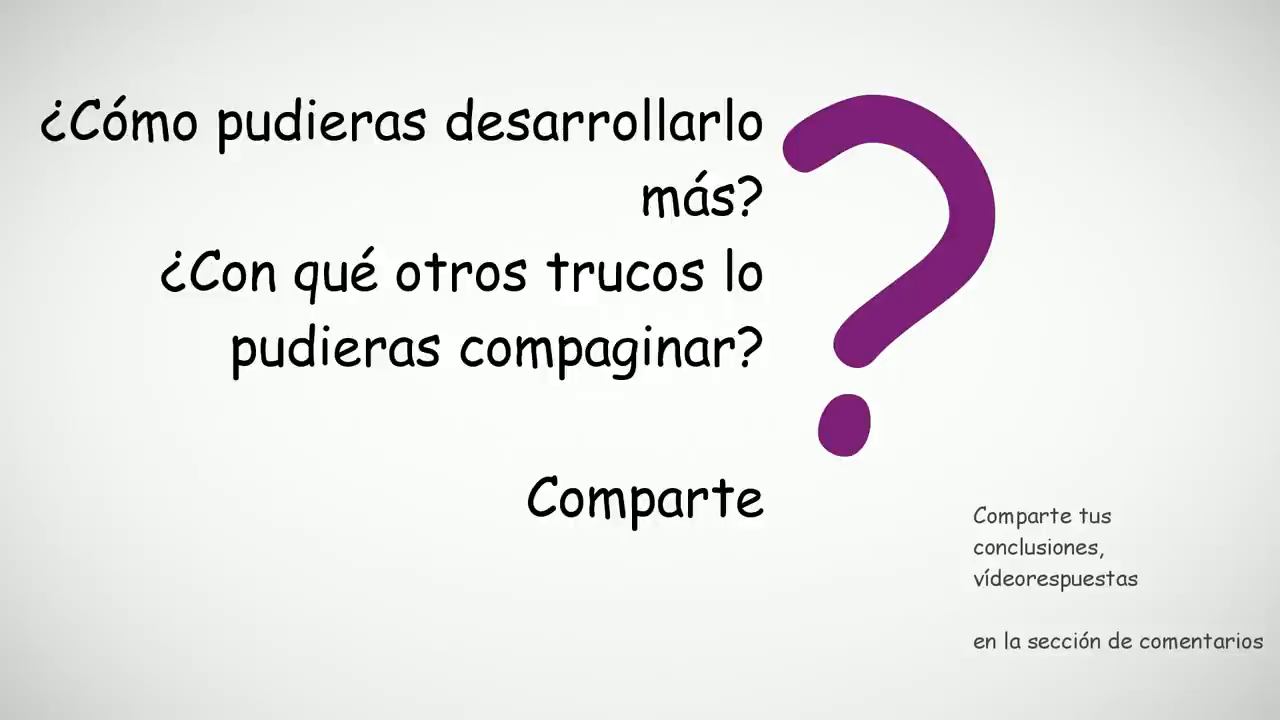 ¿Cómo pudieras desarrollarlo
más?
¿Con qué otros trucos lo
pudieras compaginar?
Comparte
Comparte tus
conclusiones,
vídeorespuestas
en la sección de comentarios